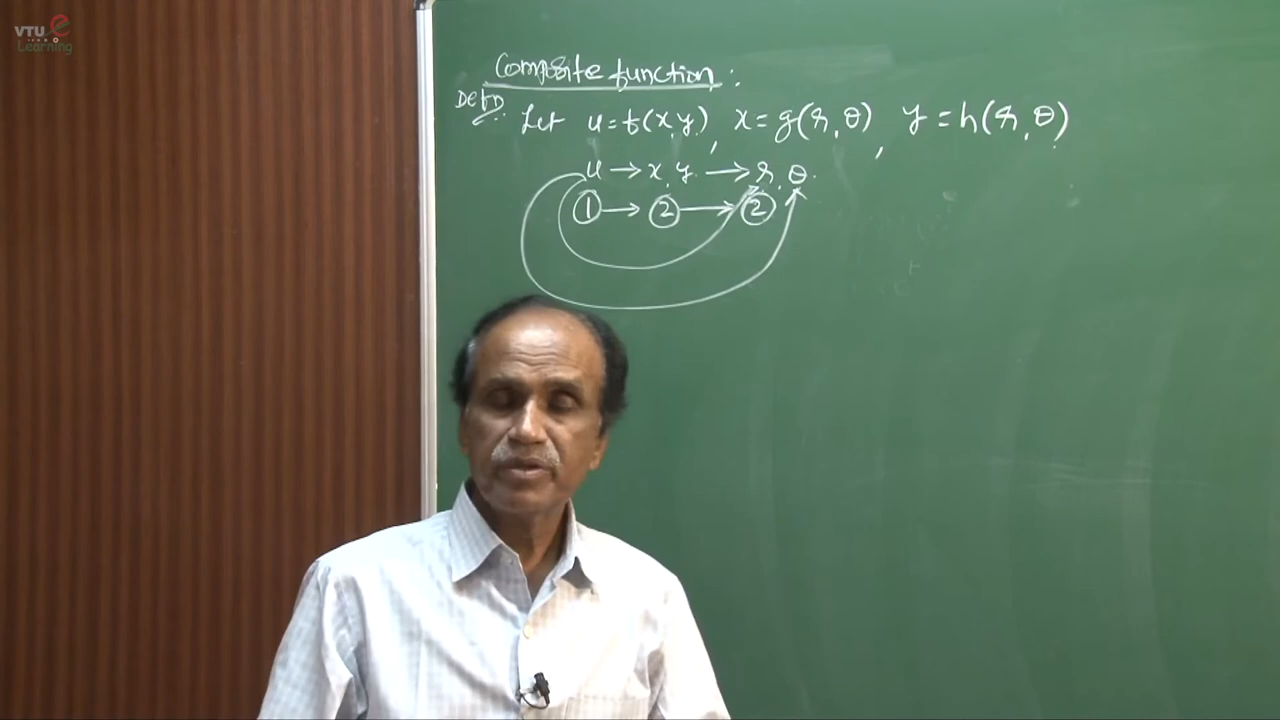 VTU e
Learning
Composite function :
Defn. Let u = f(x, y), x = g(r, θ), y = h(r, θ)
u → x, y → r, θ.
① → ② → ②